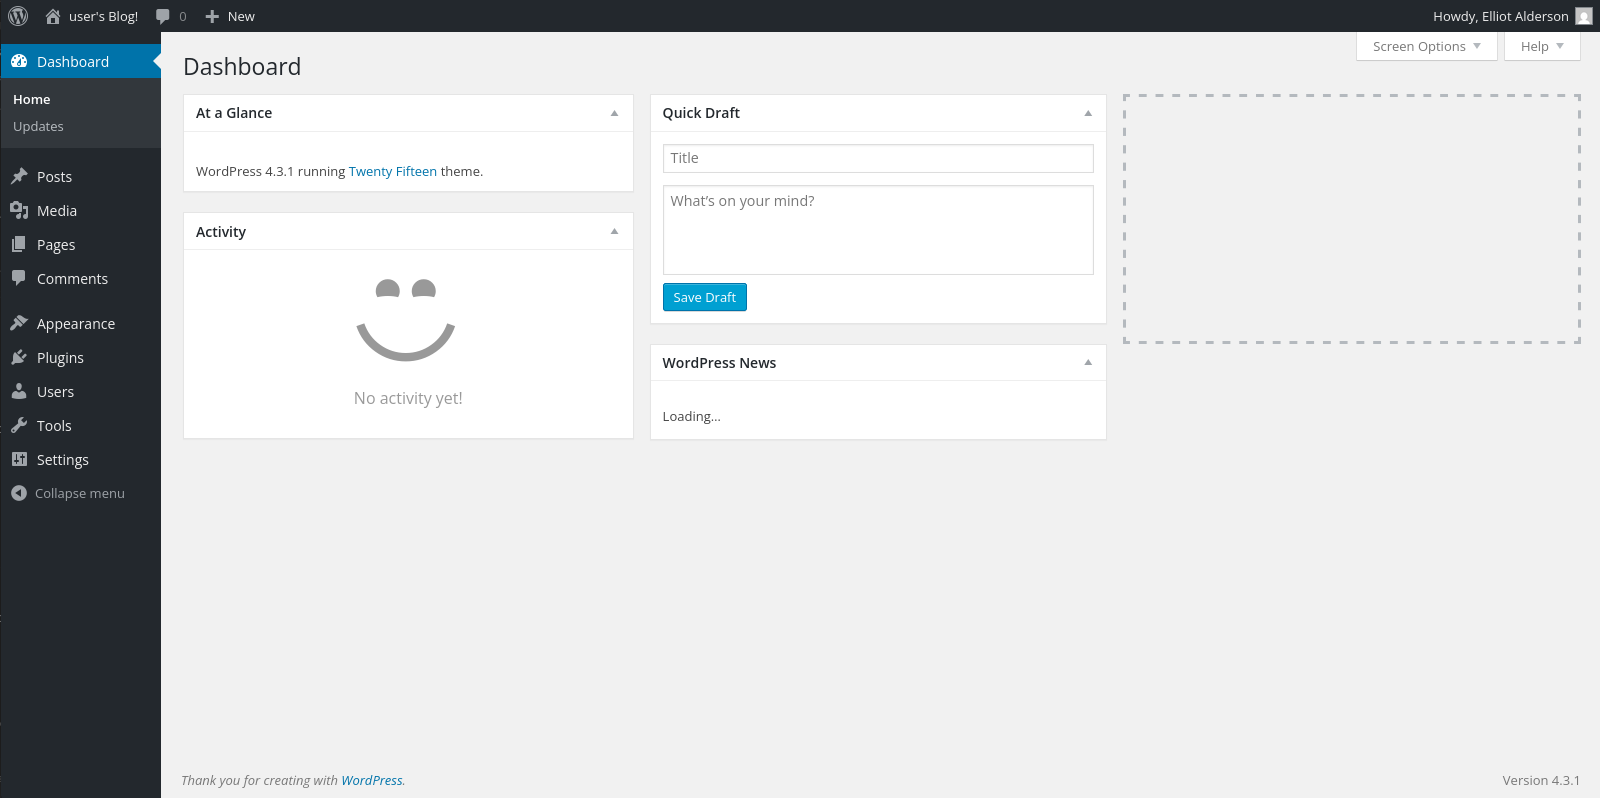 user's Blog!
0
New
Howdy, Elliot Alderson
Dashboard
Home
Updates
Posts
Media
Pages
Comments
Appearance
Plugins
Users
Tools
Settings
Collapse menu
Screen Options
Help
Dashboard
At a Glance
WordPress 4.3.1 running Twenty Fifteen theme.
Activity
No activity yet!
Quick Draft
Title
What's on your mind?
Save Draft
WordPress News
Loading...
Thank you for creating with WordPress.
Version 4.3.1